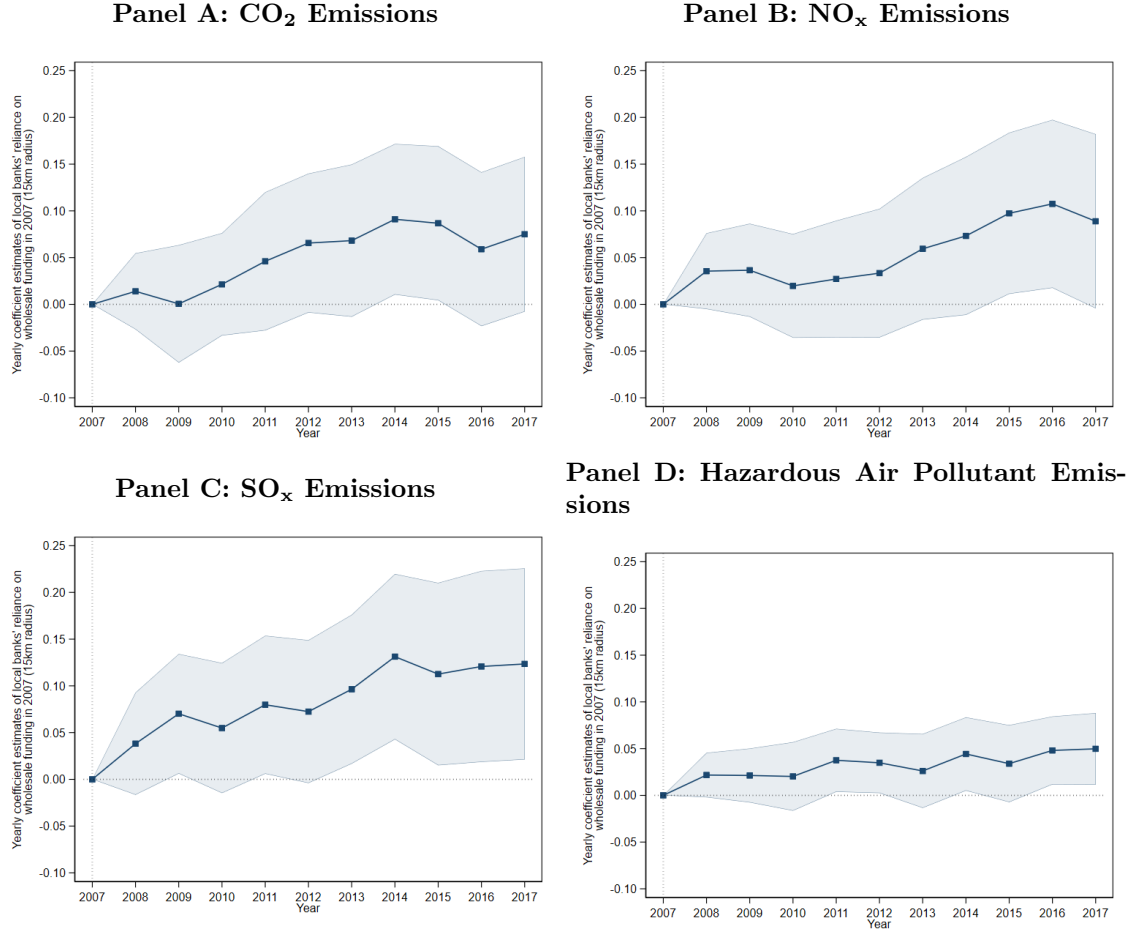 Panel A: CO₂ Emissions
Yearly coefficient estimates of local banks' reliance on
wholesale funding in 2007 (15km radius)
0.25
0.20
0.15
0.10
0.05
0.00
-0.05
-0.10
2007 2008 2009 2010 2011 2012 2013 2014 2015 2016 2017
Year
Panel B: NOₓ Emissions
Yearly coefficient estimates of local banks' reliance on
wholesale funding in 2007 (15km radius)
0.25
0.20
0.15
0.10
0.05
0.00
-0.05
-0.10
2007 2008 2009 2010 2011 2012 2013 2014 2015 2016 2017
Year
Panel C: SOₓ Emissions
Yearly coefficient estimates of local banks' reliance on
wholesale funding in 2007 (15km radius)
0.25
0.20
0.15
0.10
0.05
0.00
-0.05
-0.10
2007 2008 2009 2010 2011 2012 2013 2014 2015 2016 2017
Year
Panel D: Hazardous Air Pollutant Emis-
sions
Yearly coefficient estimates of local banks' reliance on
wholesale funding in 2007 (15km radius)
0.25
0.20
0.15
0.10
0.05
0.00
-0.05
-0.10
2007 2008 2009 2010 2011 2012 2013 2014 2015 2016 2017
Year